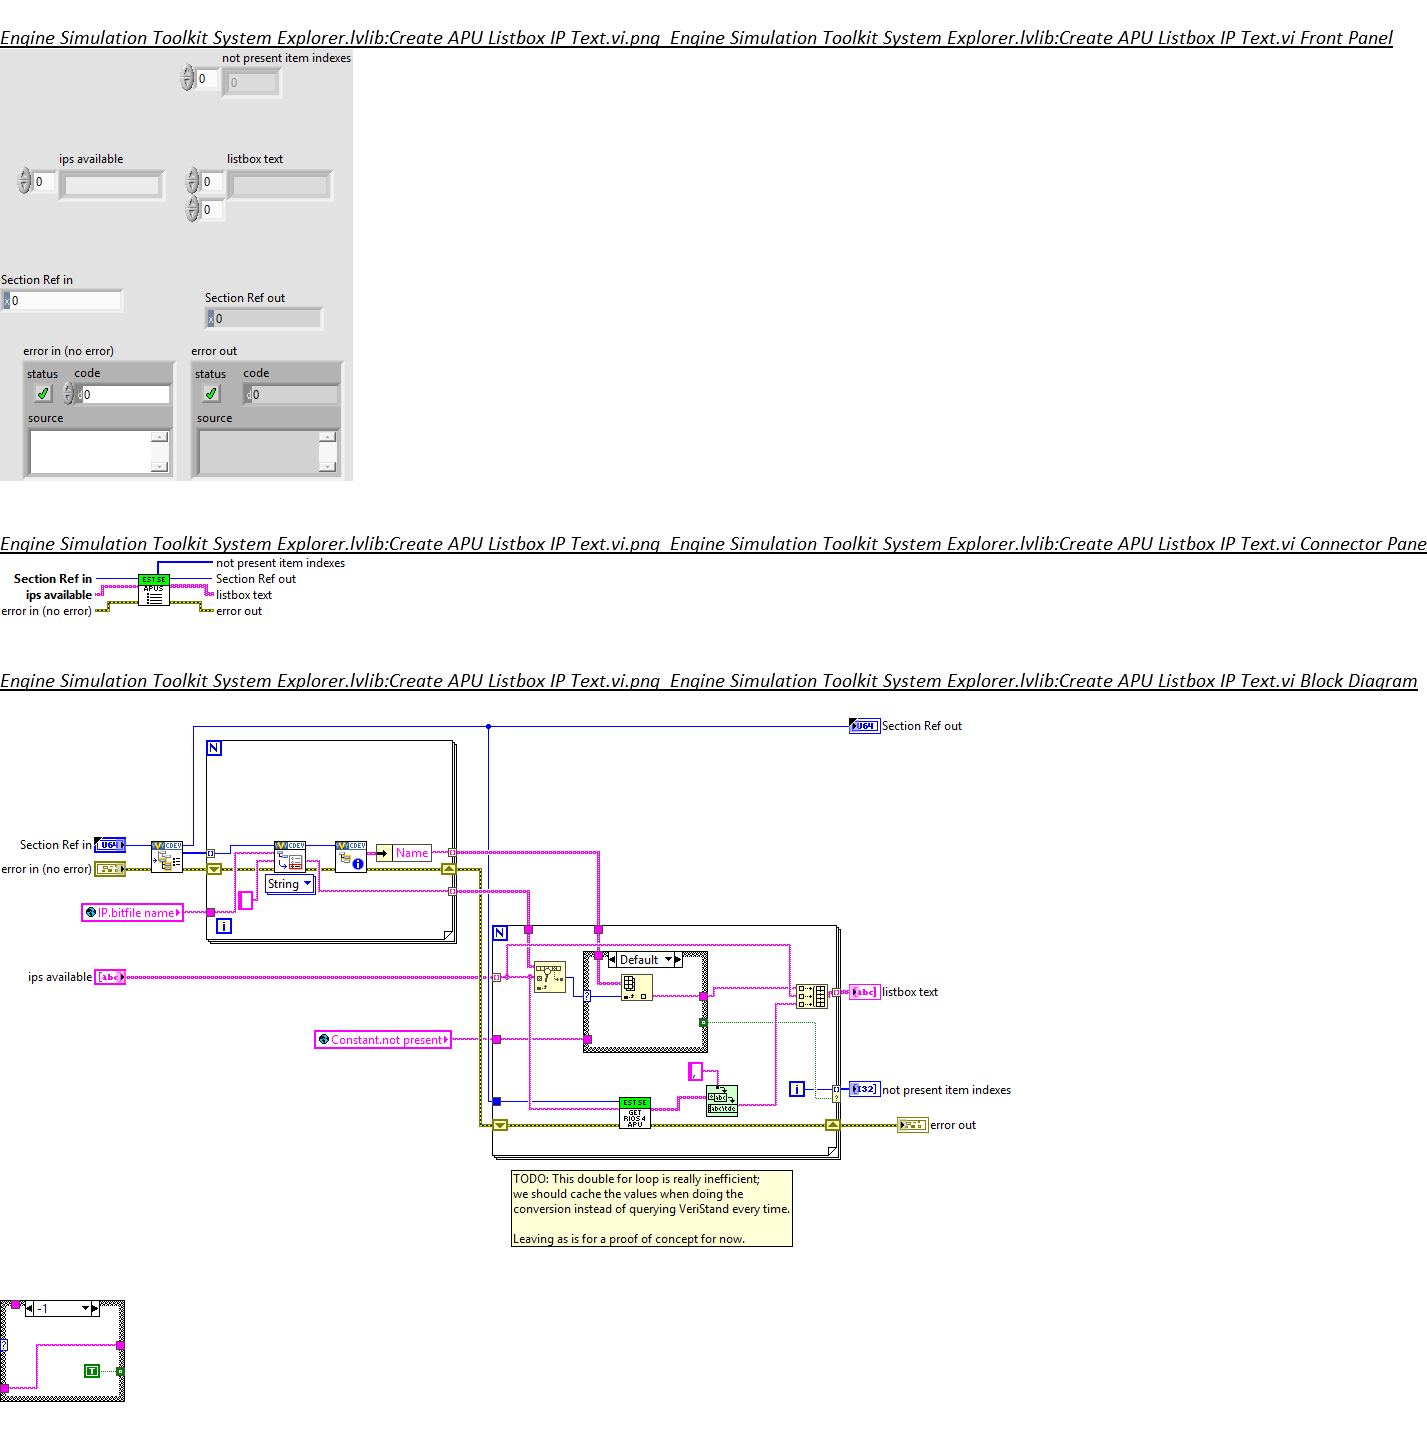 Engine Simulation Toolkit System Explorer.lvlib:Create APU Listbox IP Text.vi.png  Engine Simulation Toolkit System Explorer.lvlib:Create APU Listbox IP Text.vi Front Panel
not present item indexes
0
0
ips available
listbox text
0
0
0
Section Ref in
x 0
Section Ref out
x 0
error in (no error)
error out
status code
status code
d 0
d 0
source
source
Engine Simulation Toolkit System Explorer.lvlib:Create APU Listbox IP Text.vi.png  Engine Simulation Toolkit System Explorer.lvlib:Create APU Listbox IP Text.vi Connector Pane
not present item indexes
Section Ref in
EST SE
Section Ref out
ips available
APUS
listbox text
error in (no error)
error out
Engine Simulation Toolkit System Explorer.lvlib:Create APU Listbox IP Text.vi.png  Engine Simulation Toolkit System Explorer.lvlib:Create APU Listbox IP Text.vi Block Diagram
U64
Section Ref out
N
Section Ref in
U64
CDEV
CDEV
CDEV
Name
error in (no error)
String
IP.bitfile name
i
N
Default
ips available
abc
abc
listbox text
Constant.not present
,
i
I32
not present item indexes
EST SE
GET
RIOS 4
APU
error out
TODO: This double for loop is really inefficient;
we should cache the values when doing the
conversion instead of querying VeriStand every time.
Leaving as is for a proof of concept for now.
-1
?
T